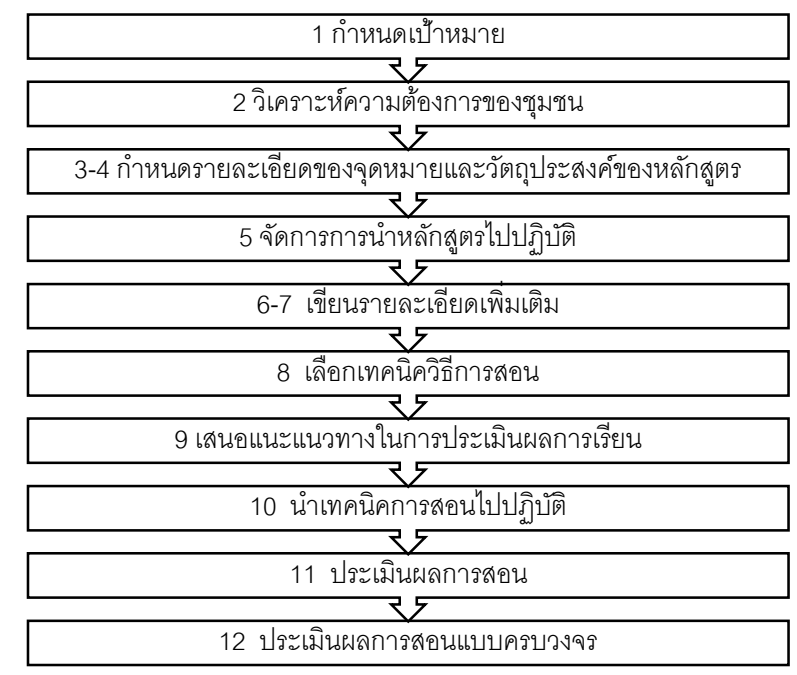 1 กำหนดเป้าหมาย
2 วิเคราะห์ความต้องการของชุมชน
3-4 กำหนดรายละเอียดของจุดหมายและวัตถุประสงค์ของหลักสูตร
5 จัดการการนำหลักสูตรไปปฏิบัติ
6-7 เขียนรายละเอียดเพิ่มเติม
8 เลือกเทคนิควิธีการสอน
9 เสนอแนะแนวทางในการประเมินผลการเรียน
10 นำเทคนิคการสอนไปปฏิบัติ
11 ประเมินผลการสอน
12 ประเมินผลการสอนแบบครบวงจร